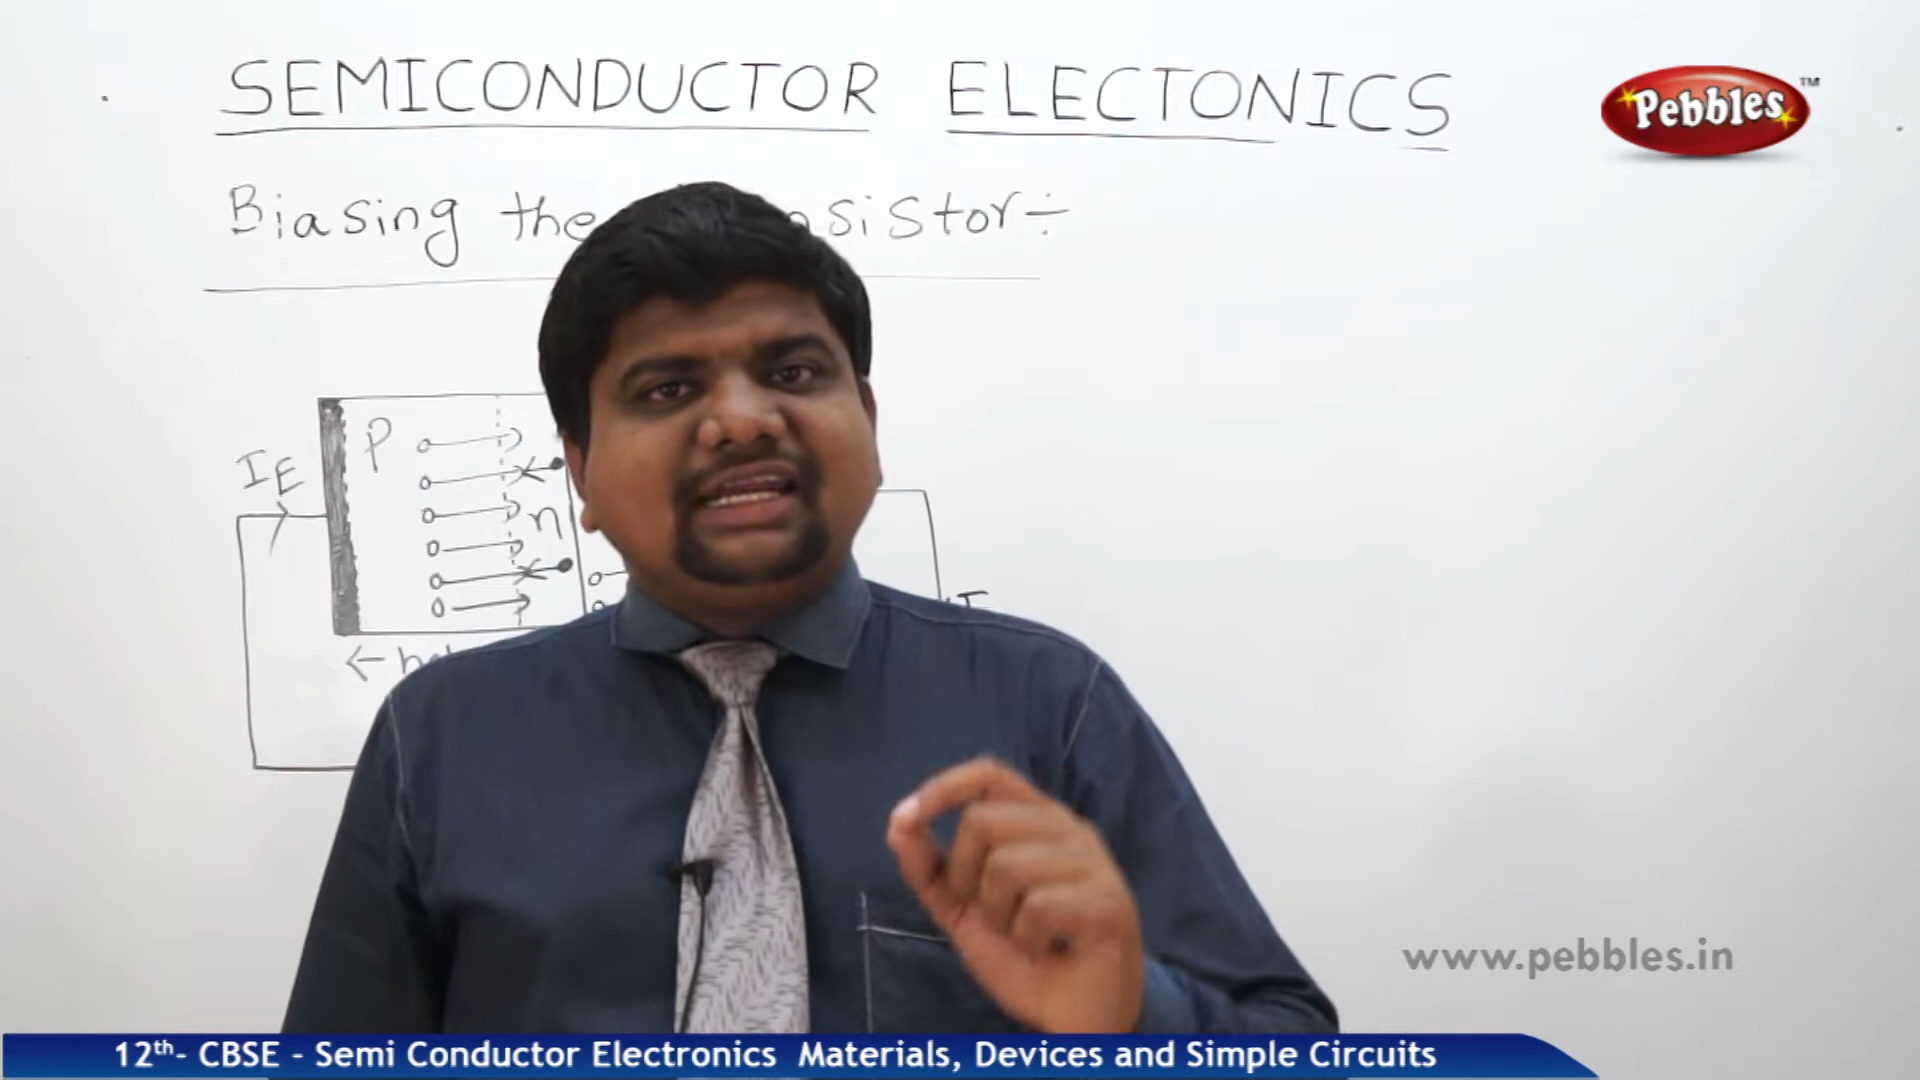 SEMICONDUCTOR ELECTONICS
Pebbles™
Biasing the sistor÷
P
IE
n
12th- CBSE - Semi Conductor Electronics Materials, Devices and Simple Circuits
www.pebbles.in